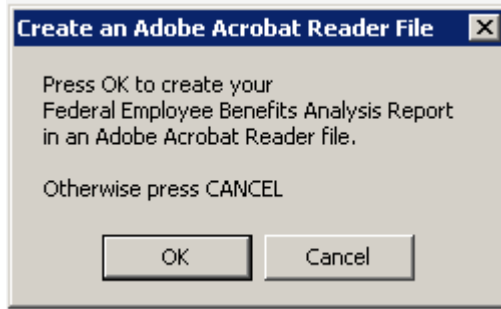 Create an Adobe Acrobat Reader File
Press OK to create your
Federal Employee Benefits Analysis Report
in an Adobe Acrobat Reader file.
Otherwise press CANCEL
OK
Cancel